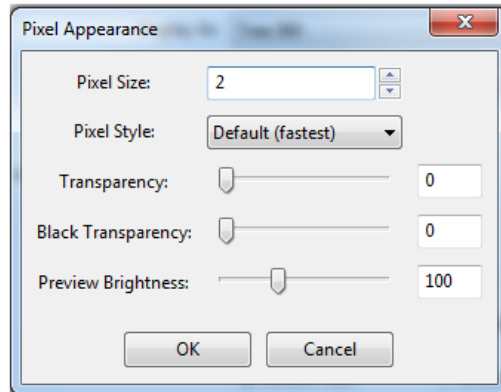 Pixel Appearance
Pixel Size: 2
Pixel Style: Default (fastest)
Transparency: 0
Black Transparency: 0
Preview Brightness: 100
OK Cancel